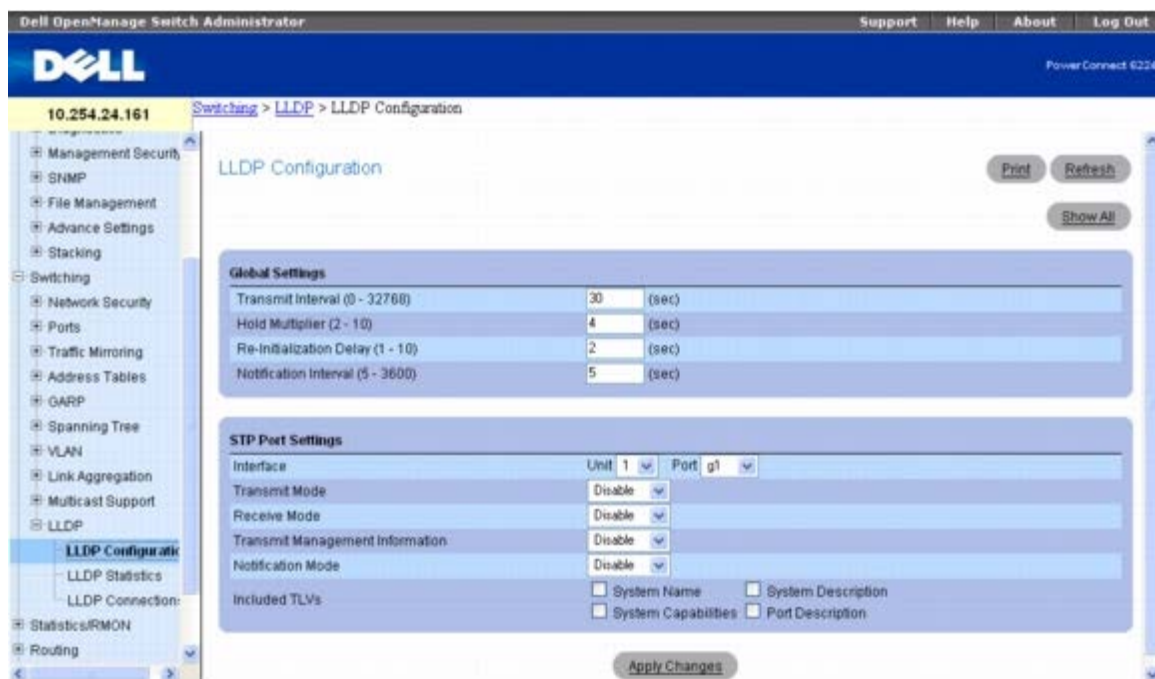 Dell OpenManage Switch Administrator
Support Help About Log Out
DELL
PowerConnect 6224
10.254.24.161
Switching > LLDP > LLDP Configuration
Management Security
SNMP
File Management
Advance Settings
Stacking
Switching
Network Security
Ports
Traffic Mirroring
Address Tables
GARP
Spanning Tree
VLAN
Link Aggregation
Multicast Support
LLDP
LLDP Configuratio
LLDP Statistics
LLDP Connection
Statistics/RMON
Routing
LLDP Configuration
Print Refresh
Show All
Global Settings
Transmit Interval (0 - 32768) 30 (sec)
Hold Multiplier (2 - 10) 4 (sec)
Re-Initialization Delay (1 - 10) 2 (sec)
Notification Interval (5 - 3600) 5 (sec)
STP Port Settings
Interface Unit 1 Port g1
Transmit Mode Disable
Receive Mode Disable
Transmit Management Information Disable
Notification Mode Disable
Included TLVs
System Name System Description
System Capabilities Port Description
Apply Changes